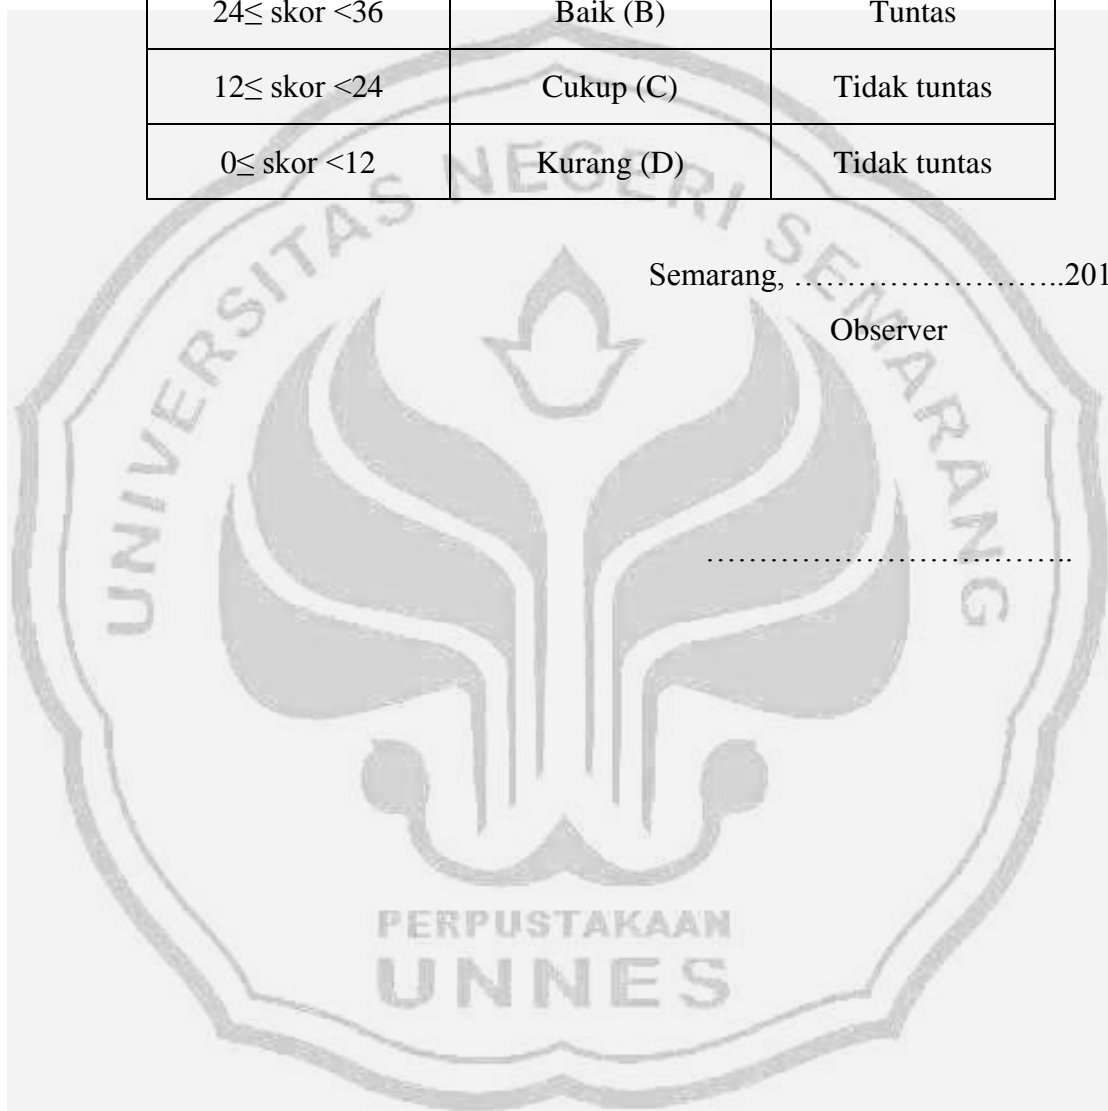 24≤ skor <36 Baik (B) Tuntas
12≤ skor <24 Cukup (C) Tidak tuntas
0≤ skor <12 Kurang (D) Tidak tuntas
Semarang, ……………………..201
Observer
……………………………..
UNIVERSITAS NEGERI SEMARANG
PERPUSTAKAAN
UNNES